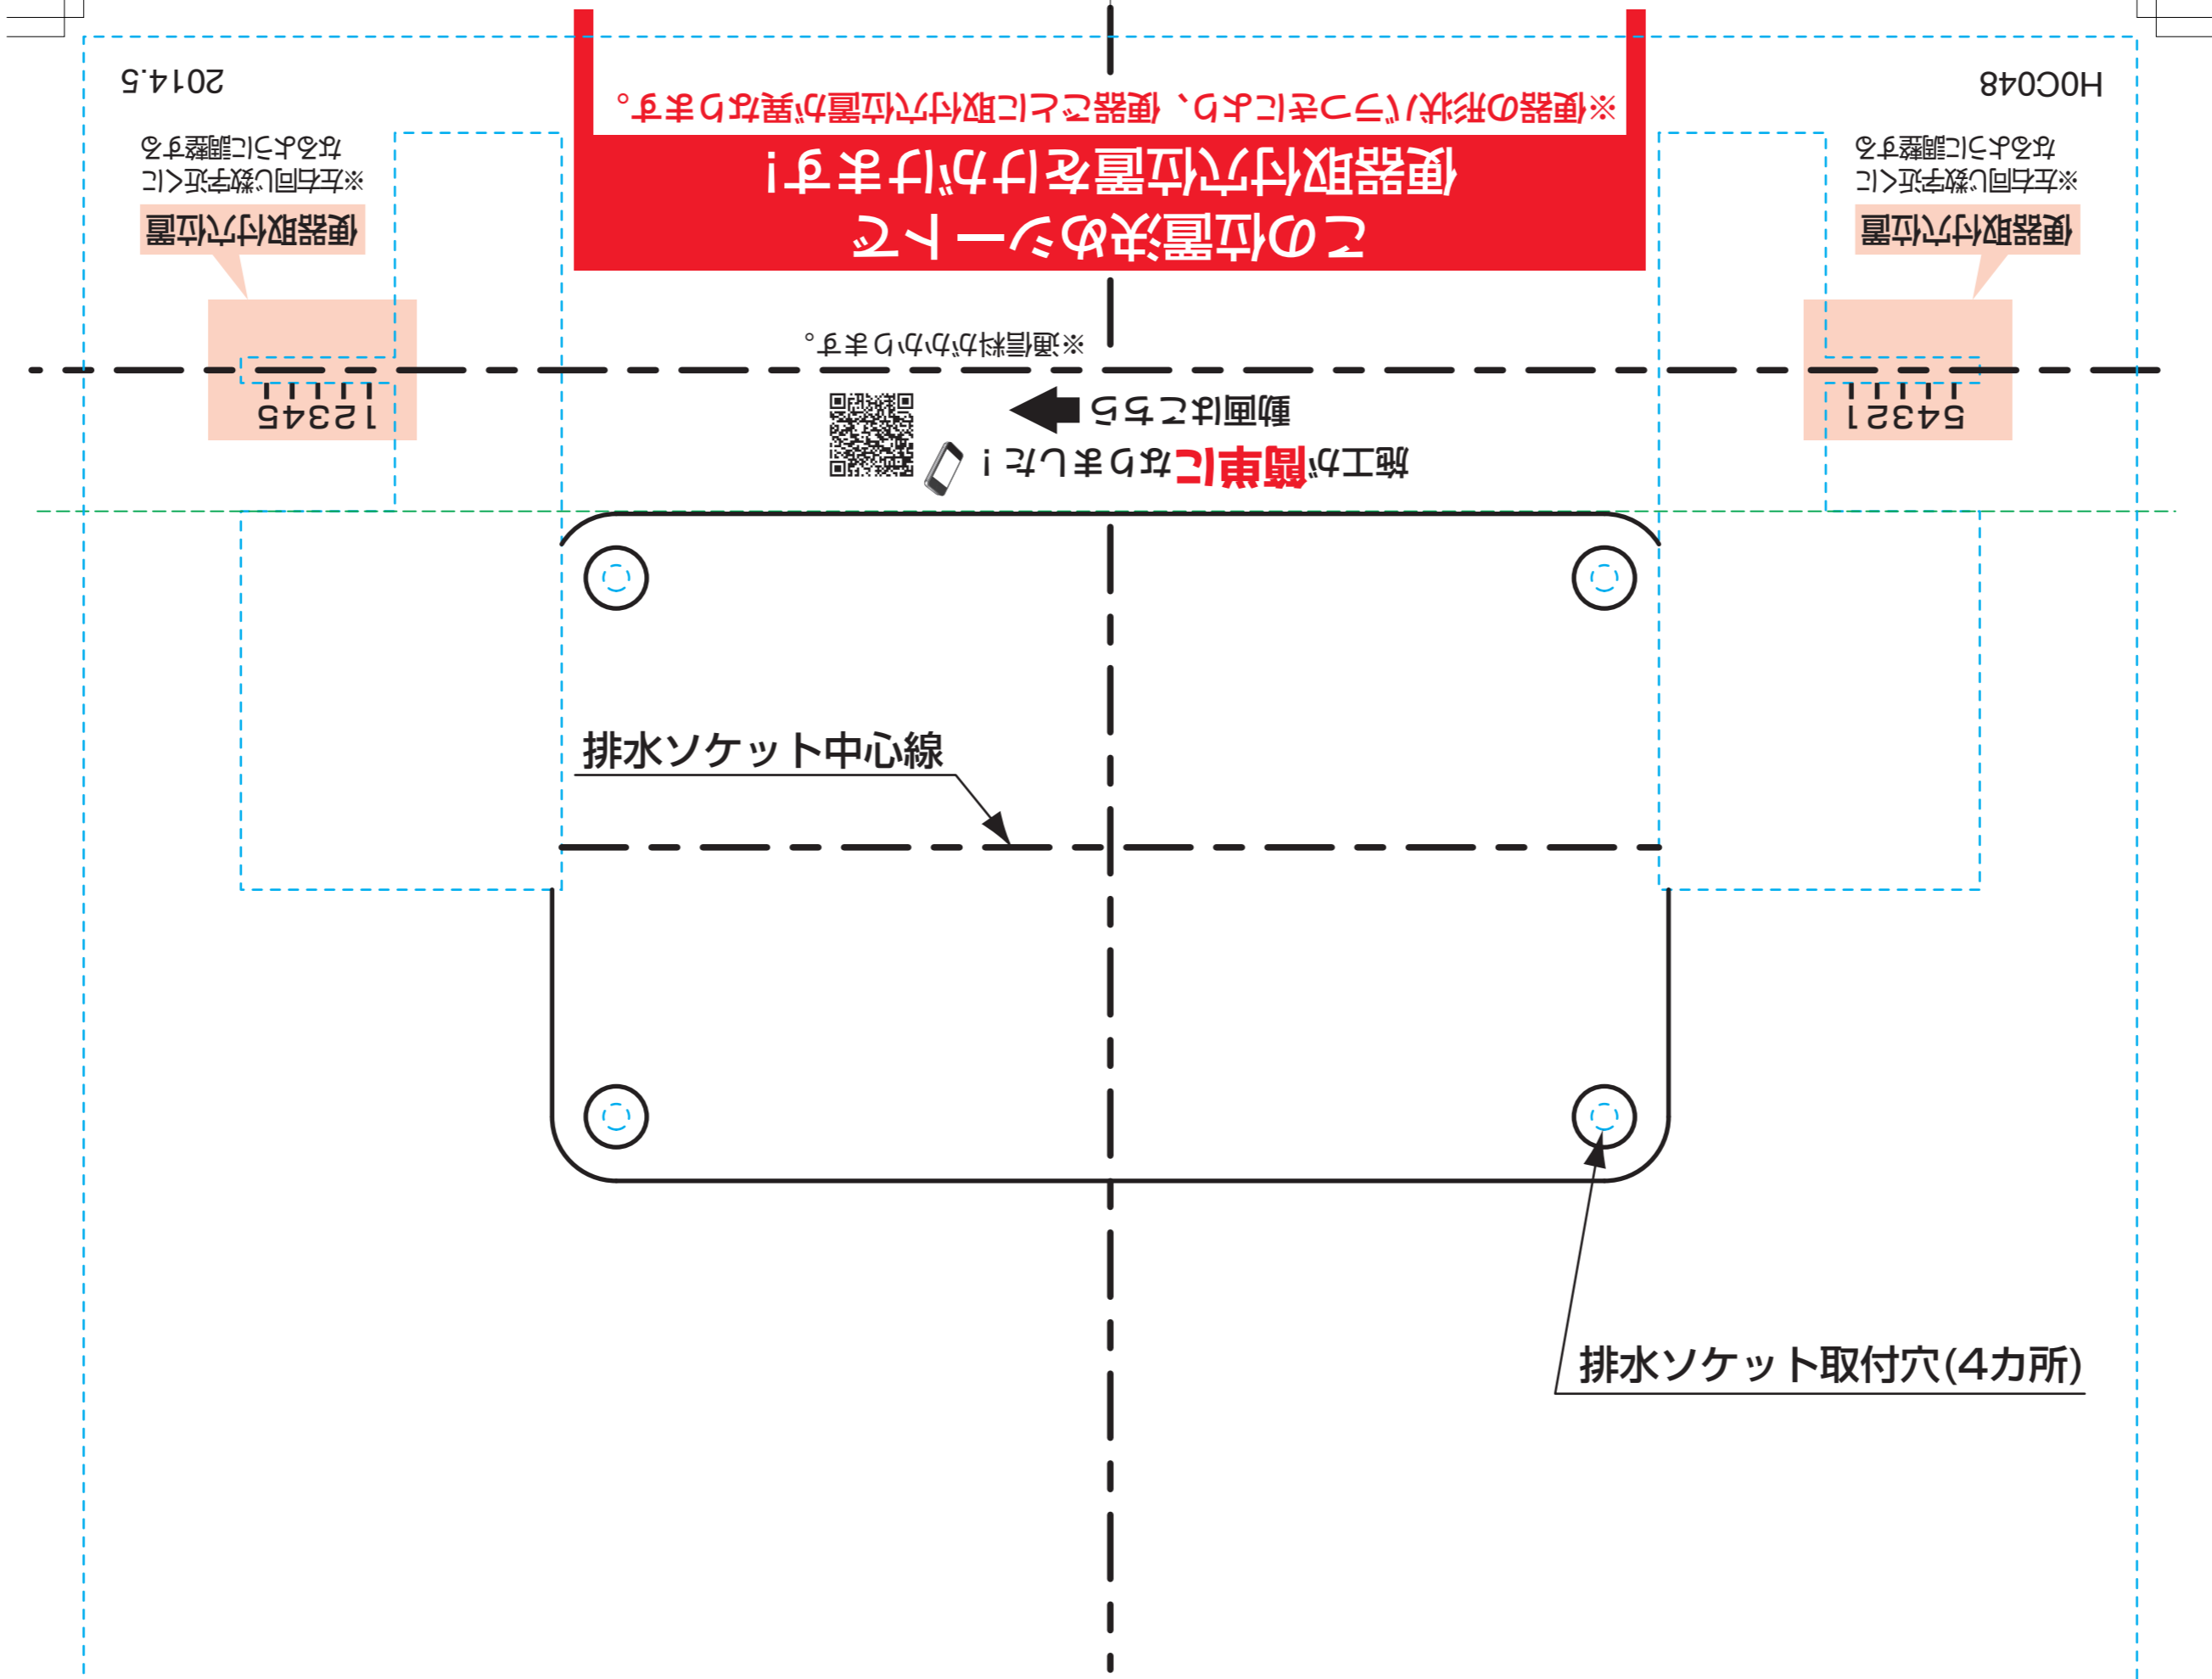 排水ソケット中心線
排水ソケット取付穴(4カ所)
施工が簡単になりました！
動画はこちら
※通信料がかかります。
54321
12345
このの位置決めシートで
便器取付穴位置をけがけます！
※便器の形状バラつきにより、便器ごとに取付穴位置が異なります。
便器取付穴位置
※左右同じ数字近くに
なるように調整する
便器取付穴位置
※左右同じ数字近くに
なるように調整する
H0C048
2014.5